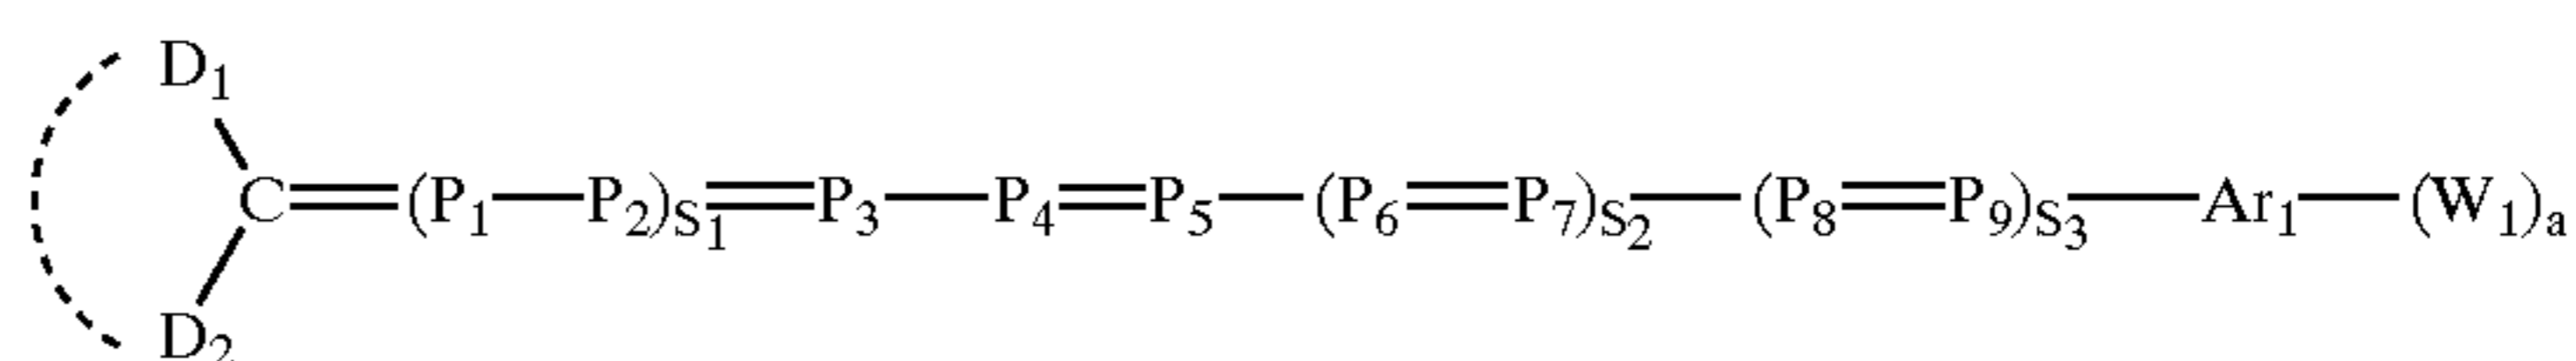 D₁
C=(P₁—P₂)S₁=P₃—P₄=P₅—(P₆=P₇)S₂—(P₈=P₉)S₃—Ar₁—(W₁)a
D₂